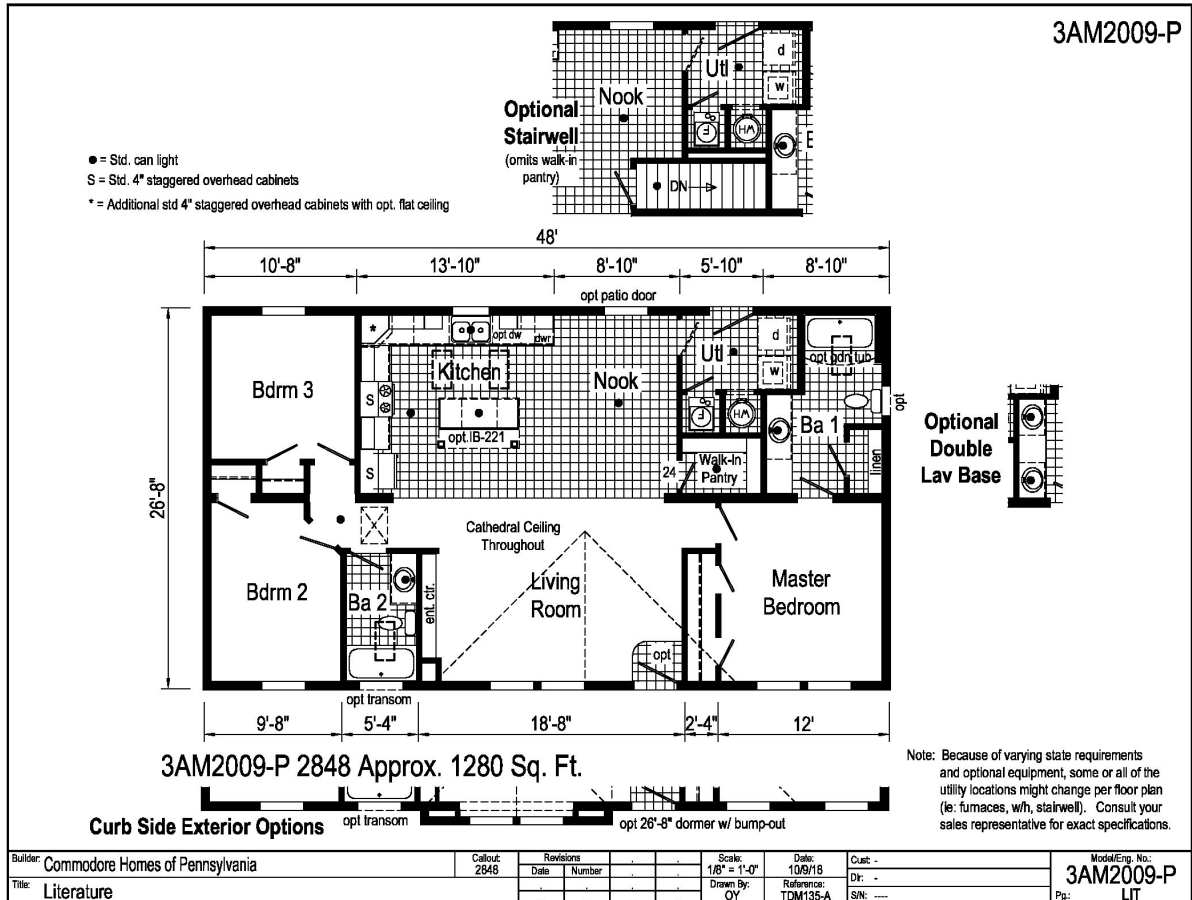 3AM2009-P
d
Utl
w
Nook
Optional
Stairwell
(omits walk-in
pantry)
F
WH
DN
● = Std. can light
S = Std. 4" staggered overhead cabinets
* = Additional std 4" staggered overhead cabinets with opt. flat ceiling
48'
10'-8"
13'-10"
8'-10"
5'-10"
8'-10"
opt patio door
*
opt dw
dwr
d
Utl
w
opt gdn tub
Kitchen
Nook
Bdrm 3
S
opt.IB-221
F
WH
Ba 1
opt
Optional
Double
Lav Base
S
24
Walk-In
Pantry
linen
26'-8"
Cathedral Ceiling
Throughout
Living
Room
Master
Bedroom
Bdrm 2
Ba 2
ent. ctr.
opt
opt transom
9'-8"
5'-4"
18'-8"
2'-4"
12'
3AM2009-P 2848 Approx. 1280 Sq. Ft.
Note: Because of varying state requirements
and optional equipment, some or all of the
utility locations might change per floor plan
(ie: furnaces, w/h, stairwell). Consult your
sales representative for exact specifications.
Curb Side Exterior Options
opt transom
opt 26'-8" dormer w/ bump-out
Builder: Commodore Homes of Pennsylvania
Title: Literature
Callout:
2848
Revisions
Date Number
Scale:
1/8" = 1'-0"
Drawn By:
OY
Date:
10/9/18
Reference:
TDM135-A
Cust: -
Dir: -
S/N: ----
Model/Eng. No.:
3AM2009-P
Pg.: LIT